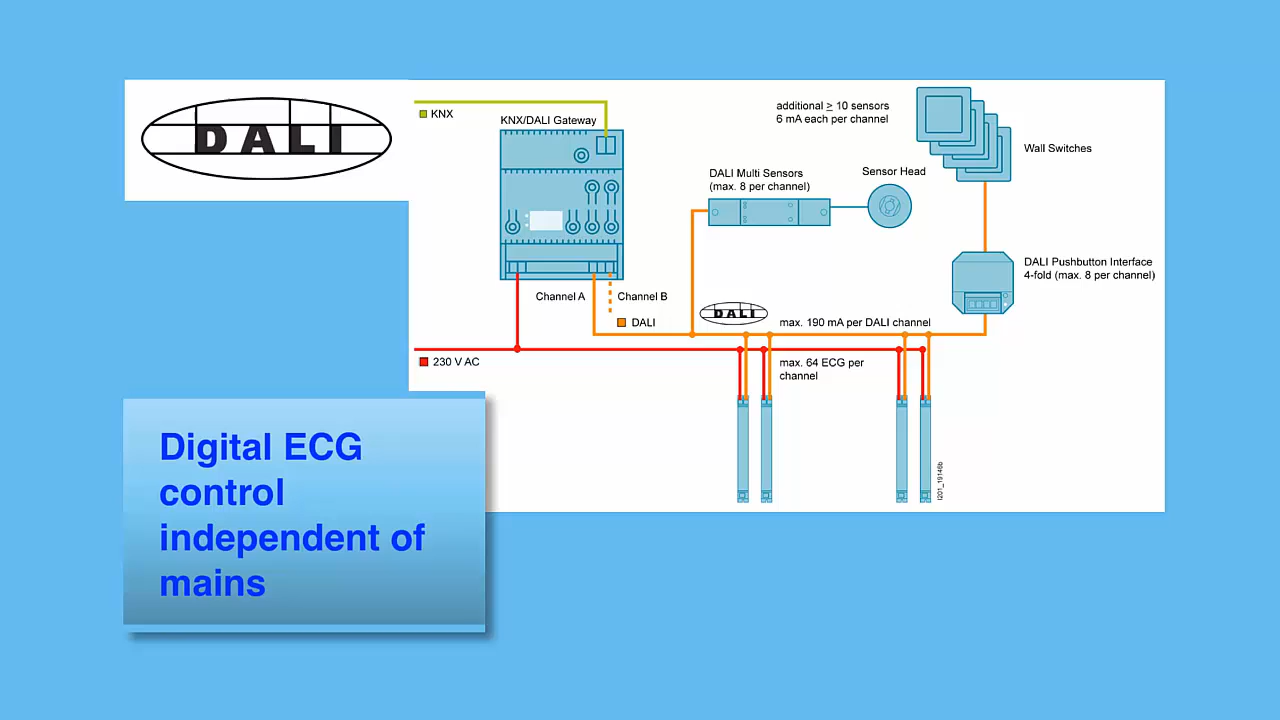 DALI
KNX
KNX/DALI Gateway
additional ≥ 10 sensors
6 mA each per channel
Wall Switches
DALI Multi Sensors
(max. 8 per channel)
Sensor Head
DALI Pushbutton Interface
4-fold (max. 8 per channel)
Channel A
Channel B
DALI
DALI
max. 190 mA per DALI channel
230 V AC
max. 64 ECG per
channel
I201_19146b
Digital ECG
control
independent of
mains